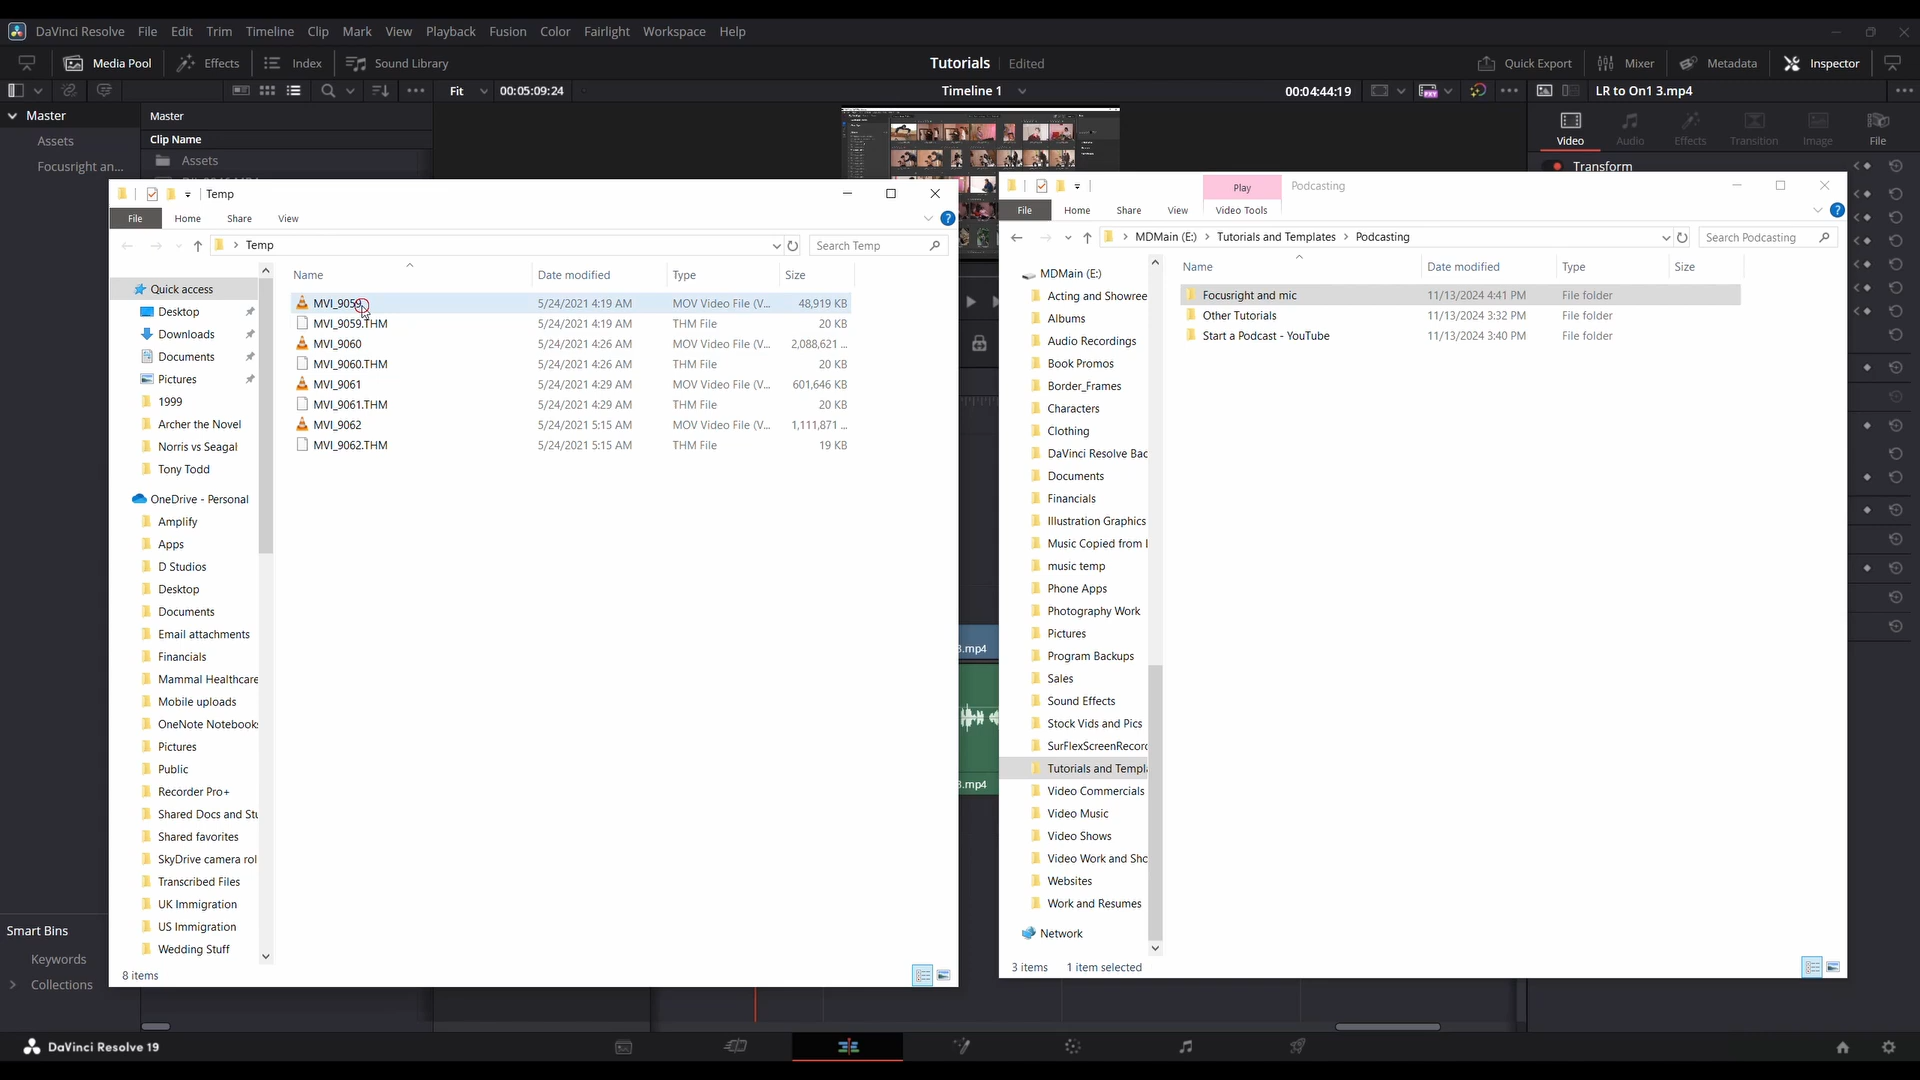 DaVinci Resolve File Edit Trim Timeline Clip Mark View Playback Fusion Color Fairlight Workspace Help
Media Pool Effects Index Sound Library Tutorials Edited Quick Export Mixer Metadata Inspector
Fit 00:05:09:24 Timeline 1 00:04:44:19 LR to On1 3.mp4
Master
Assets
Focusright an...
Master
Clip Name
Assets
Video Audio Effects Transition Image File
Transform
Temp
File Home Share View
Temp
Search Temp
Name Date modified Type Size
Quick access
Desktop
Downloads
Documents
Pictures
1999
Archer the Novel
Norris vs Seagal
Tony Todd
OneDrive - Personal
Amplify
Apps
D Studios
Desktop
Documents
Email attachments
Financials
Mammal Healthcare
Mobile uploads
OneNote Notebook
Pictures
Public
Recorder Pro+
Shared Docs and Stu
Shared favorites
SkyDrive camera rol
Transcribed Files
UK Immigration
US Immigration
Wedding Stuff
MVI_9059 5/24/2021 4:19 AM MOV Video File (V... 48,919 KB
MVI_9059.THM 5/24/2021 4:19 AM THM File 20 KB
MVI_9060 5/24/2021 4:26 AM MOV Video File (V... 2,088,621 ...
MVI_9060.THM 5/24/2021 4:26 AM THM File 20 KB
MVI_9061 5/24/2021 4:29 AM MOV Video File (V... 601,646 KB
MVI_9061.THM 5/24/2021 4:29 AM THM File 20 KB
MVI_9062 5/24/2021 5:15 AM MOV Video File (V... 1,111,871 ...
MVI_9062.THM 5/24/2021 5:15 AM THM File 19 KB
8 items
3.mp4
3.mp4
Play Podcasting
File Home Share View Video Tools
MDMain (E:) Tutorials and Templates Podcasting
Search Podcasting
Name Date modified Type Size
MDMain (E:)
Acting and Showree
Albums
Audio Recordings
Book Promos
Border_Frames
Characters
Clothing
DaVinci Resolve Bac
Documents
Financials
Illustration Graphics
Music Copied from
music temp
Phone Apps
Photography Work
Pictures
Program Backups
Sales
Sound Effects
Stock Vids and Pics
SurFlexScreenRecor
Tutorials and Templ
Video Commercials
Video Music
Video Shows
Video Work and Sho
Websites
Work and Resumes
Network
Focusright and mic 11/13/2024 4:41 PM File folder
Other Tutorials 11/13/2024 3:32 PM File folder
Start a Podcast - YouTube 11/13/2024 3:40 PM File folder
3 items 1 item selected
Smart Bins
Keywords
Collections
DaVinci Resolve 19